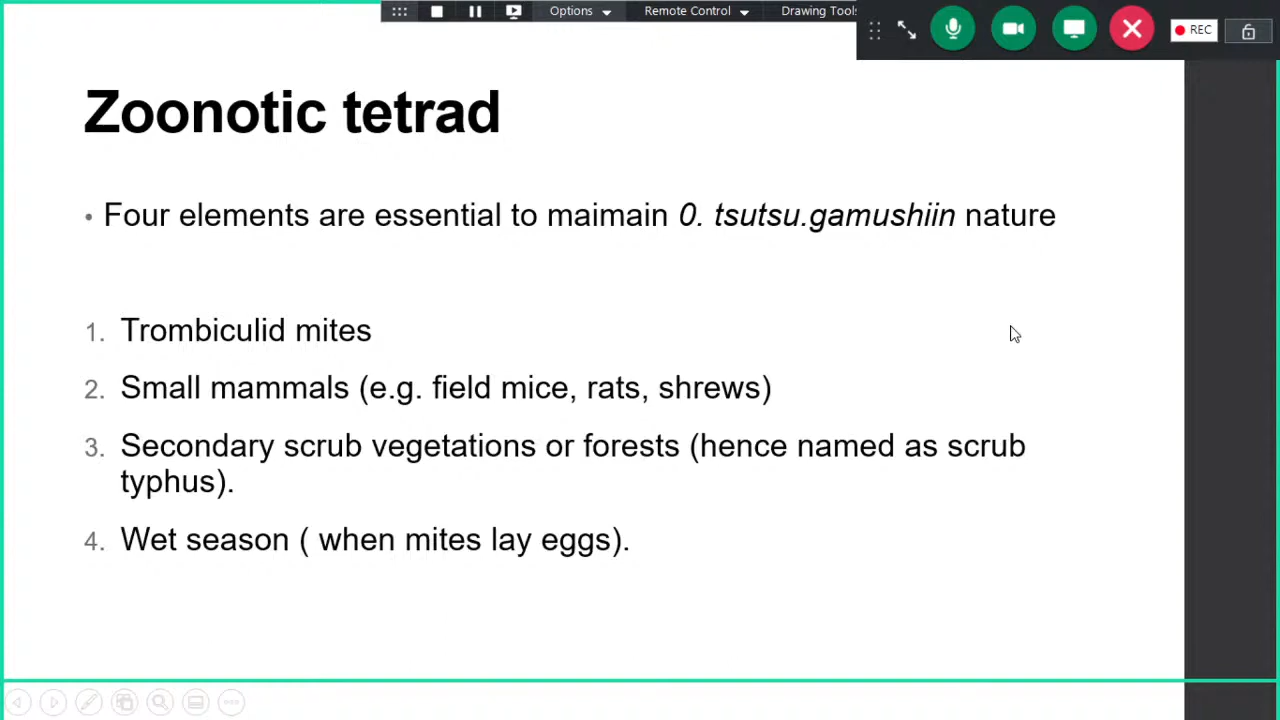 Options Remote Control Drawing Tools
REC
Zoonotic tetrad
• Four elements are essential to maimain 0. tsutsu.gamushiin nature
1. Trombiculid mites
2. Small mammals (e.g. field mice, rats, shrews)
3. Secondary scrub vegetations or forests (hence named as scrub
typhus).
4. Wet season ( when mites lay eggs).